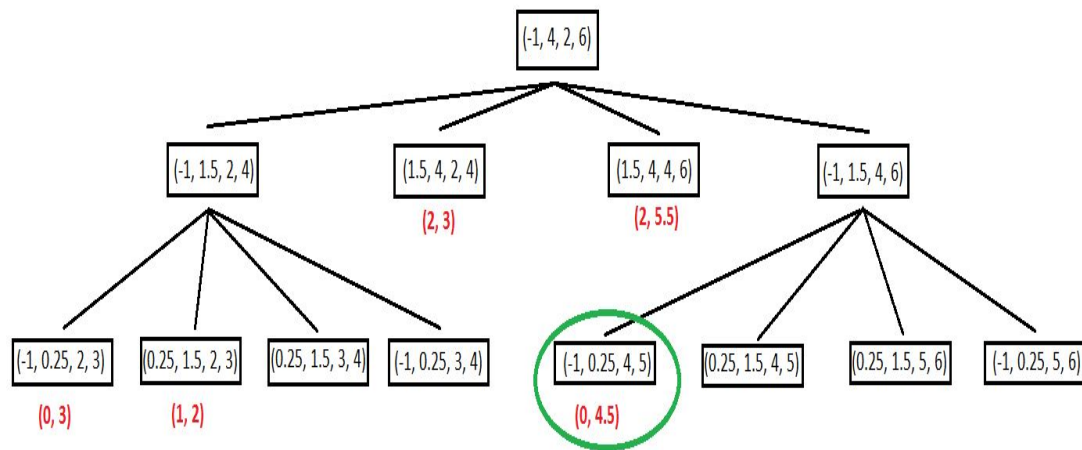 (-1, 4, 2, 6)
(-1, 1.5, 2, 4)
(1.5, 4, 2, 4)
(1.5, 4, 4, 6)
(-1, 1.5, 4, 6)
(2, 3)
(2, 5.5)
(-1, 0.25, 2, 3)
(0.25, 1.5, 2, 3)
(0.25, 1.5, 3, 4)
(-1, 0.25, 3, 4)
(-1, 0.25, 4, 5)
(0.25, 1.5, 4, 5)
(0.25, 1.5, 5, 6)
(-1, 0.25, 5, 6)
(0, 3)
(1, 2)
(0, 4.5)